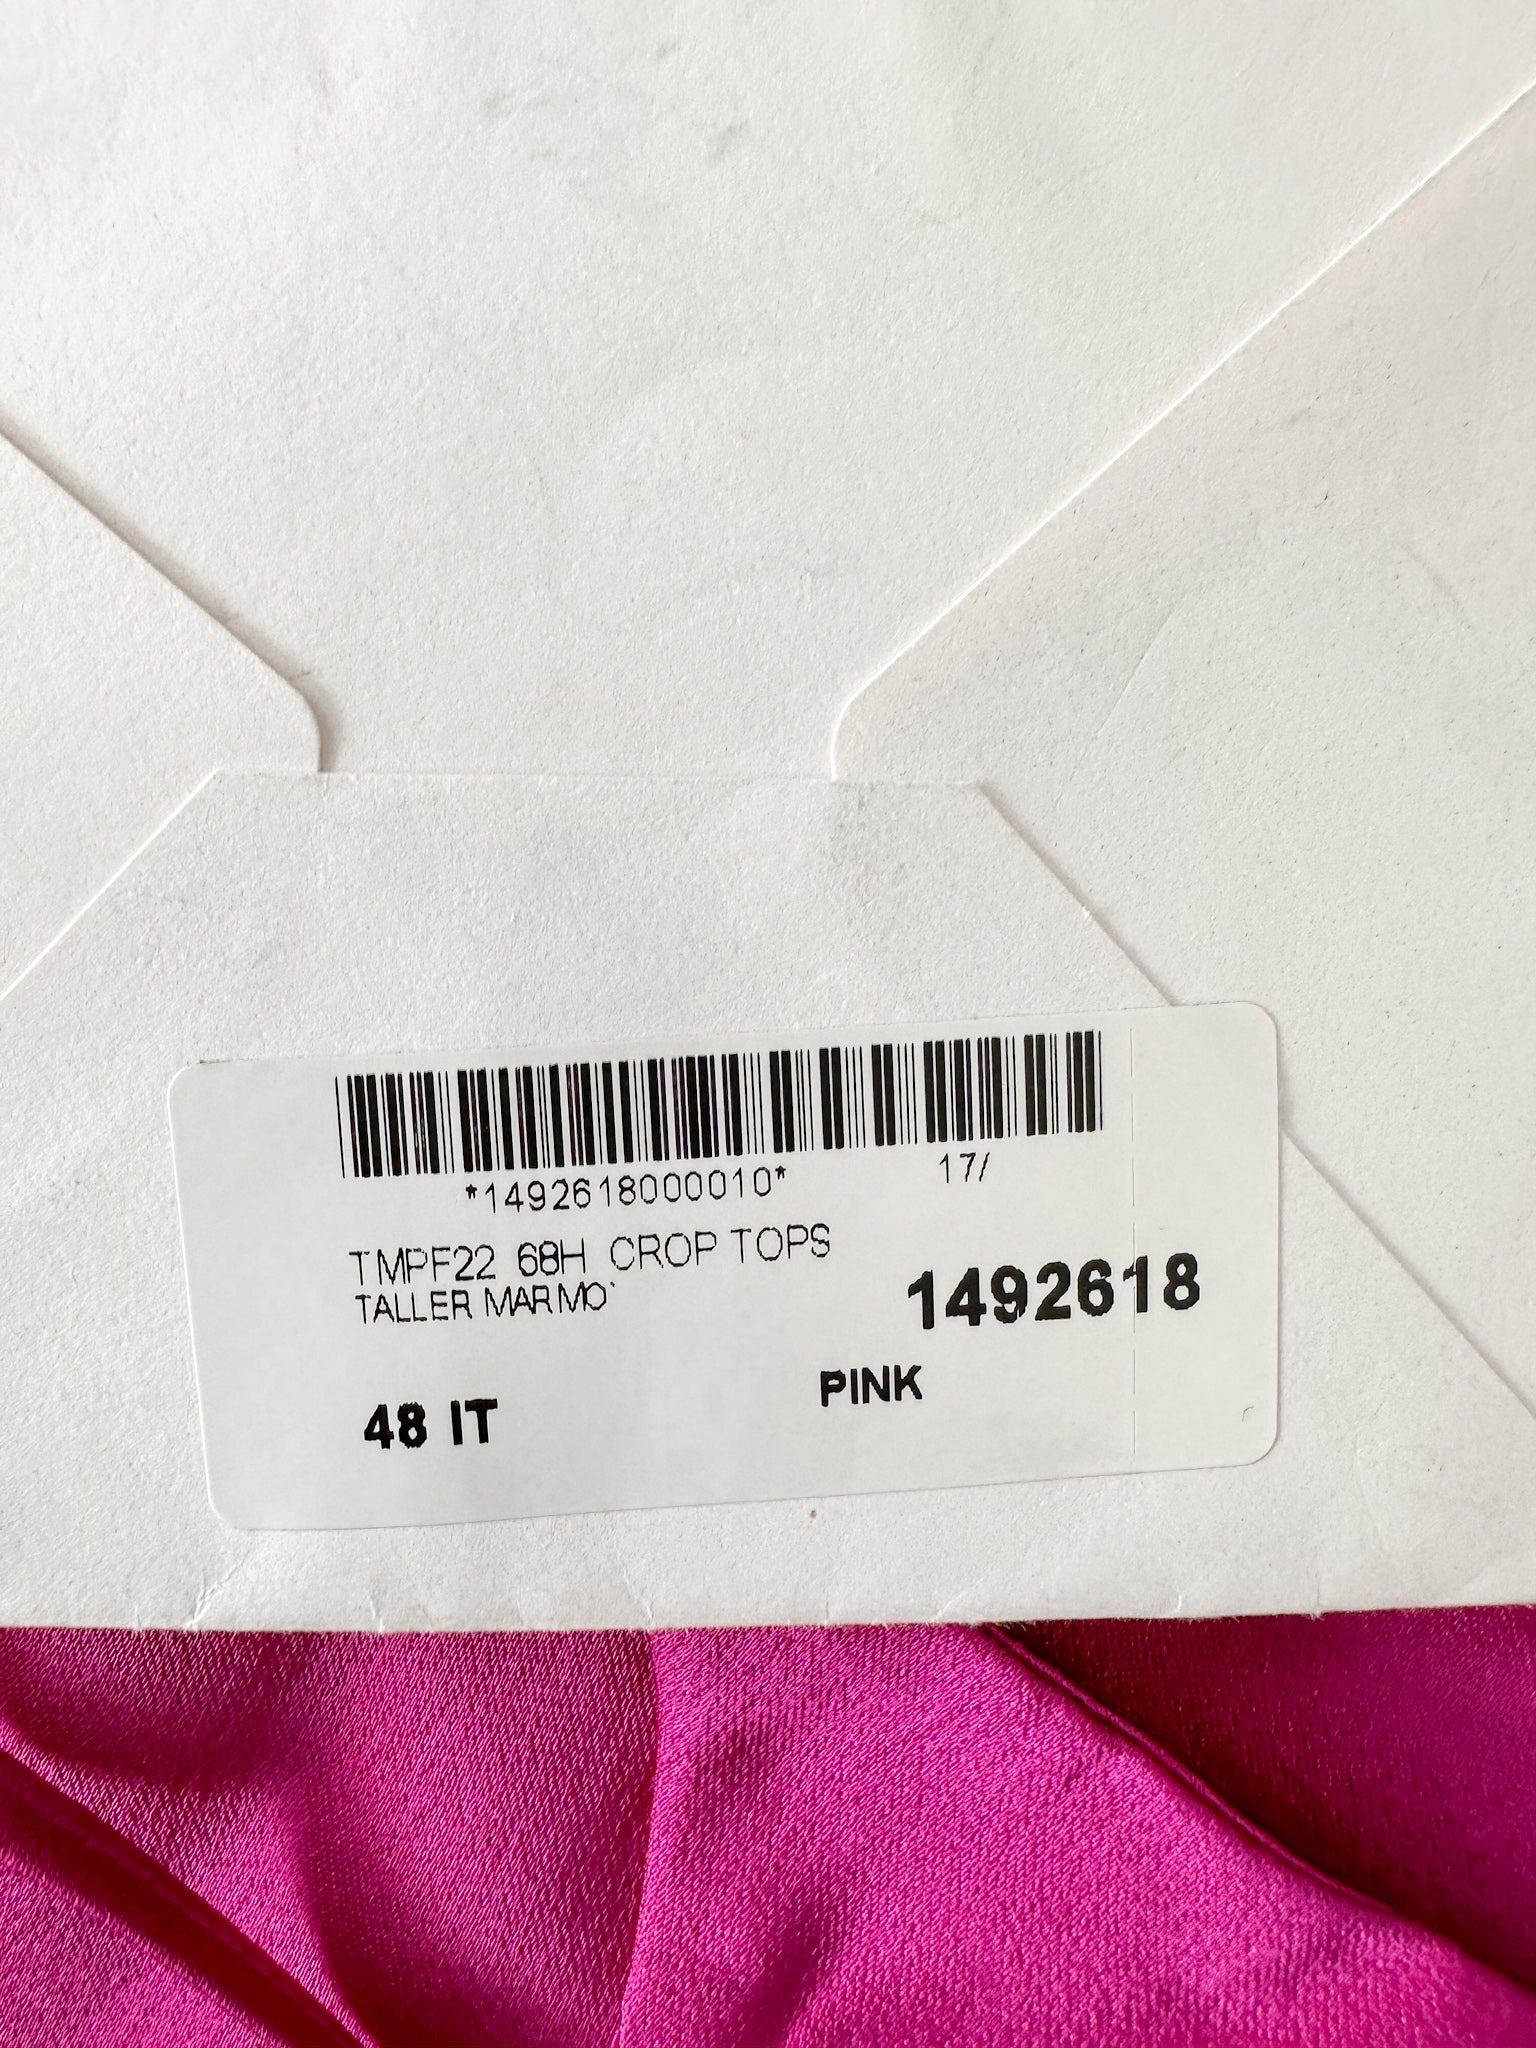 *1492618000010* 17/
TMPF22 68H CROP TOPS
TALLER MARMO`
1492618
48 IT
PINK